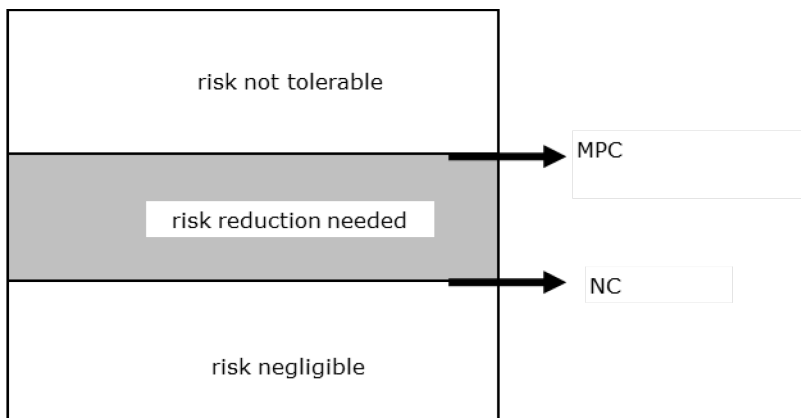 risk not tolerable
MPC
risk reduction needed
NC
risk negligible